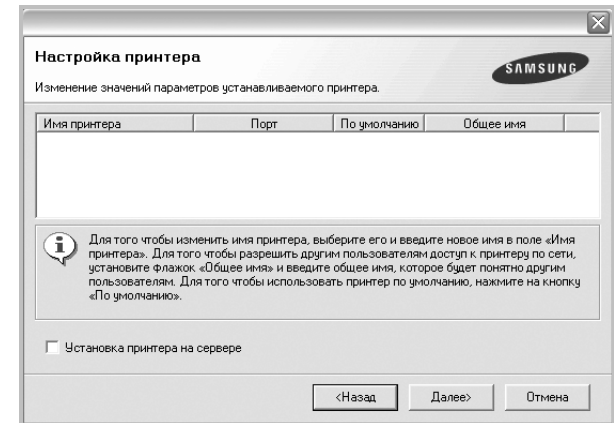 Настройка принтера
SAMSUNG
Изменение значений параметров устанавливаемого принтера.
Имя принтера Порт По умолчанию Общее имя
Для того чтобы изменить имя принтера, выберите его и введите новое имя в поле «Имя
принтера». Для того чтобы разрешить другим пользователям доступ к принтеру по сети,
установите флажок «Общее имя» и введите общее имя, которое будет понятно другим
пользователям. Для того чтобы использовать принтер по умолчанию, нажмите на кнопку
«По умолчанию».
Установка принтера на сервере
<Назад Далее> Отмена